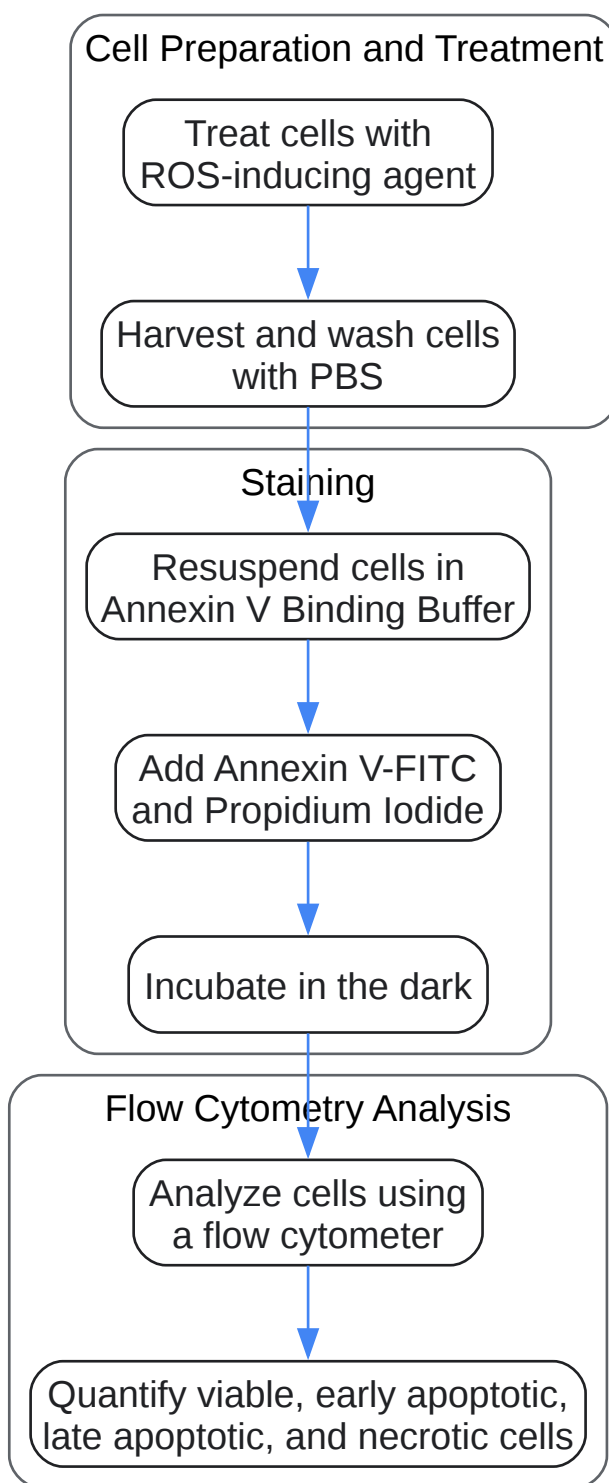 Cell Preparation and Treatment
Treat cells with
ROS-inducing agent
Harvest and wash cells
with PBS
Staining
Resuspend cells in
Annexin V Binding Buffer
Add Annexin V-FITC
and Propidium Iodide
Incubate in the dark
Flow Cytometry Analysis
Analyze cells using
a flow cytometer
Quantify viable, early apoptotic,
late apoptotic, and necrotic cells